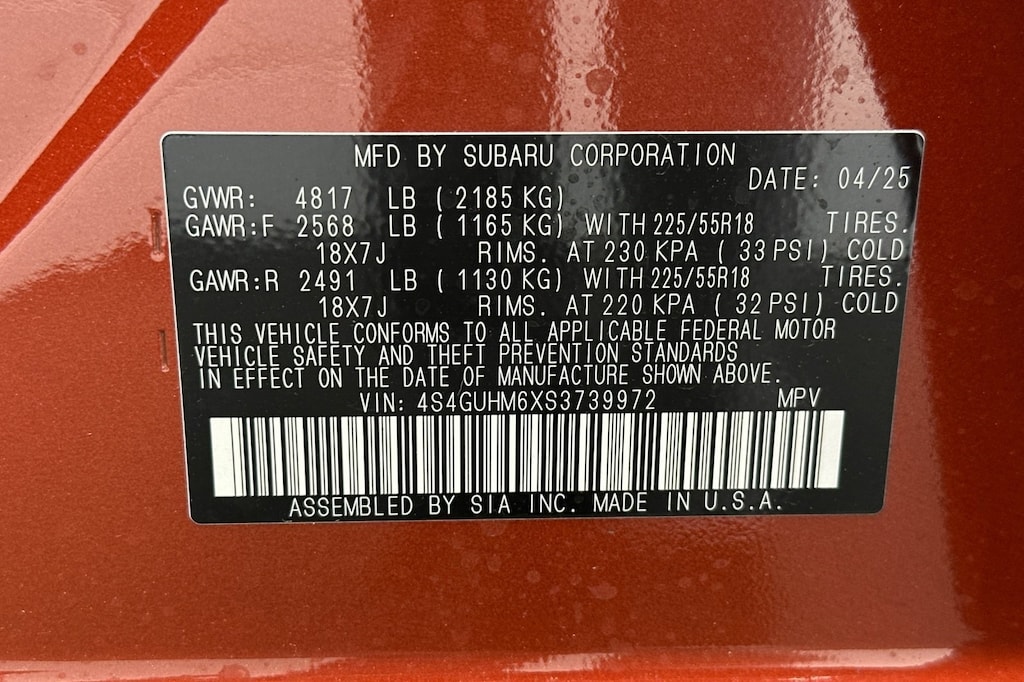 MFD BY SUBARU CORPORATION
DATE: 04/25
GVWR: 4817 LB (2185 KG)
GAWR:F 2568 LB (1165 KG) WITH 225/55R18 TIRES.
18X7J RIMS. AT 230 KPA (33 PSI) COLD
GAWR:R 2491 LB (1130 KG) WITH 225/55R18 TIRES.
18X7J RIMS. AT 220 KPA (32 PSI) COLD
THIS VEHICLE CONFORMS TO ALL APPLICABLE FEDERAL MOTOR
VEHICLE SAFETY AND THEFT PREVENTION STANDARDS
IN EFFECT ON THE DATE OF MANUFACTURE SHOWN ABOVE.
VIN: 4S4GUHM6XS3739972 MPV
ASSEMBLED BY SIA INC. MADE IN U.S.A.